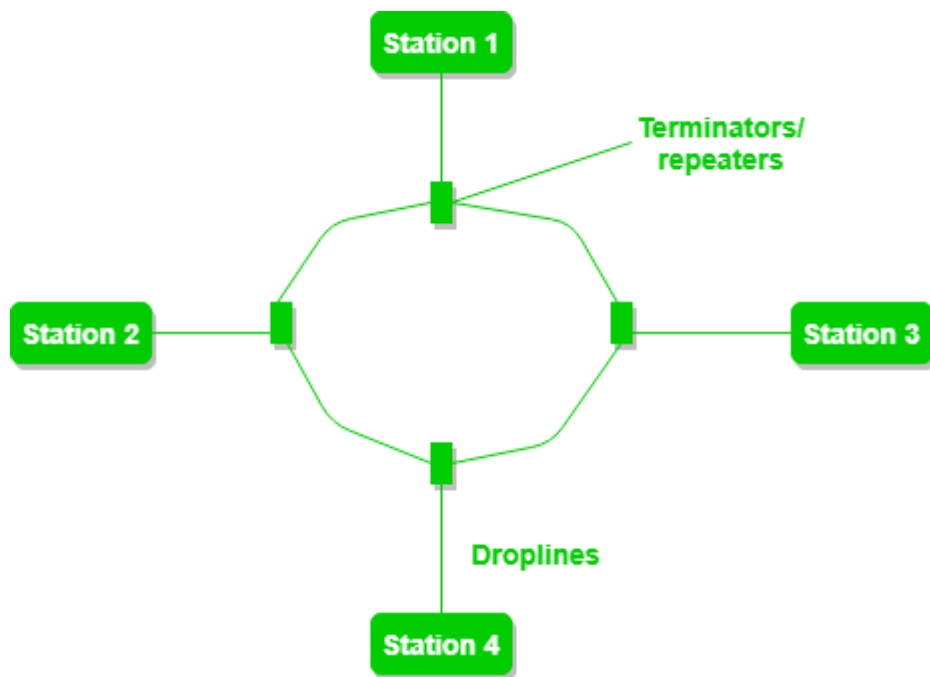 Station 1
Terminators/
repeaters
Station 2
Station 3
Droplines
Station 4